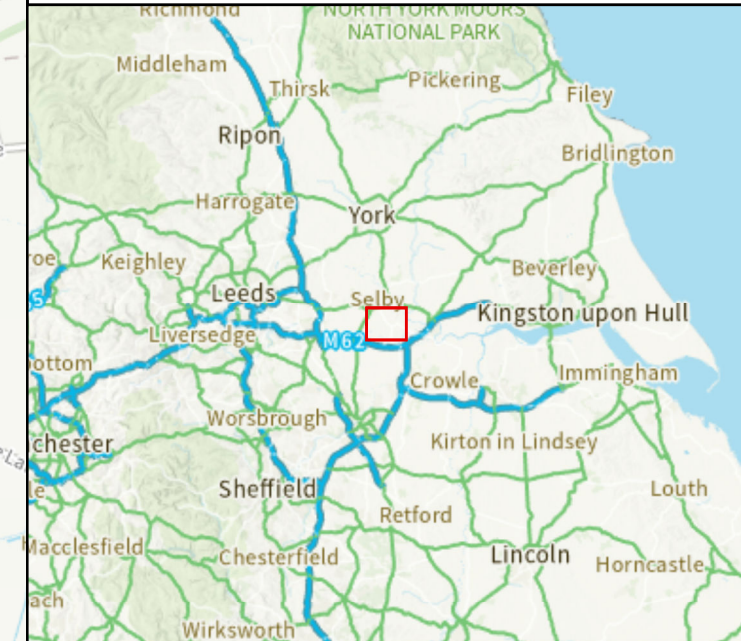 Richmond
NORTH YORK MOORS
NATIONAL PARK
Middleham
Thirsk
Pickering
Filey
Ripon
Bridlington
Harrogate
York
roe
Keighley
Beverley
Leeds
Selby
Kingston upon Hull
Liversedge
M62
ottom
Crowle
Immingham
Worsbrough
chester
Kirton in Lindsey
le
Sheffield
Louth
Retford
Macclesfield
Chesterfield
Lincoln
Horncastle
ach
Wirksworth